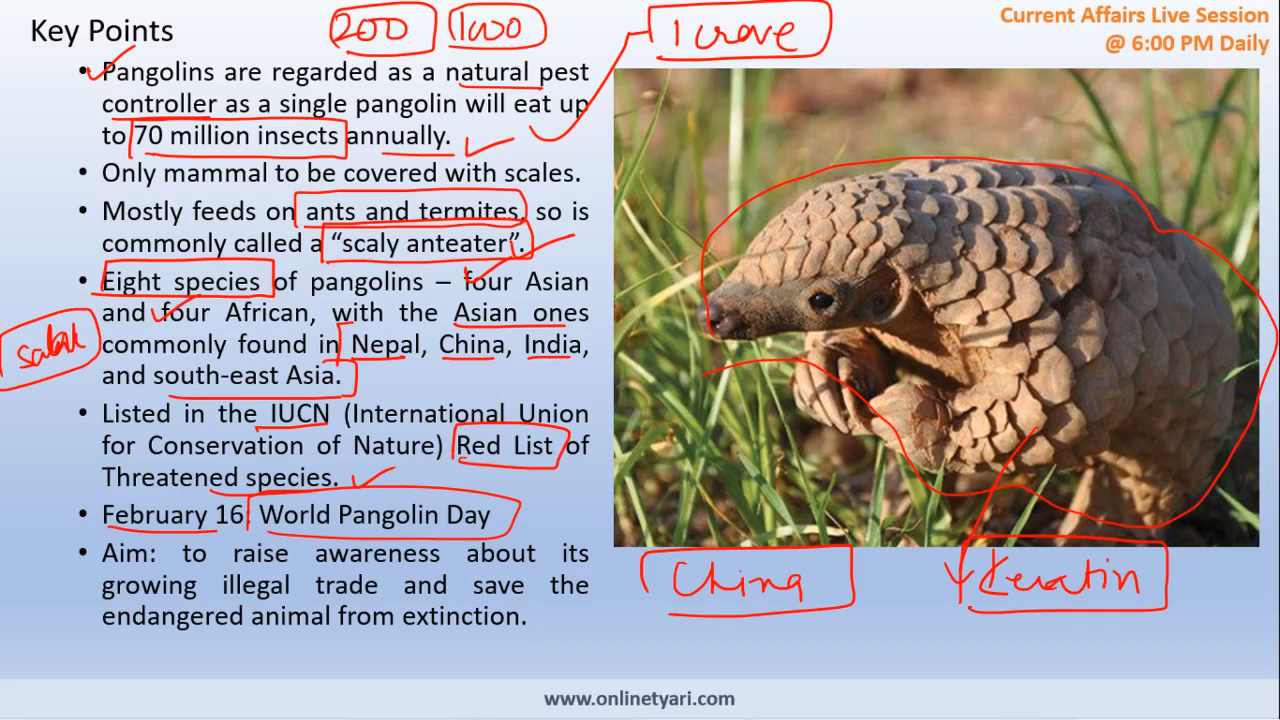 Key Points
200 1000
1 crore
Current Affairs Live Session
@ 6:00 PM Daily
• Pangolins are regarded as a natural pest
controller as a single pangolin will eat up
to 70 million insects annually.
• Only mammal to be covered with scales.
• Mostly feeds on ants and termites, so is
commonly called a “scaly anteater”.
• Eight species of pangolins – four Asian
and four African, with the Asian ones
commonly found in Nepal, China, India,
and south-east Asia.
• Listed in the IUCN (International Union
for Conservation of Nature) Red List of
Threatened species.
• February 16: World Pangolin Day
• Aim: to raise awareness about its
growing illegal trade and save the
endangered animal from extinction.
China
Keratin
www.onlinetyari.com